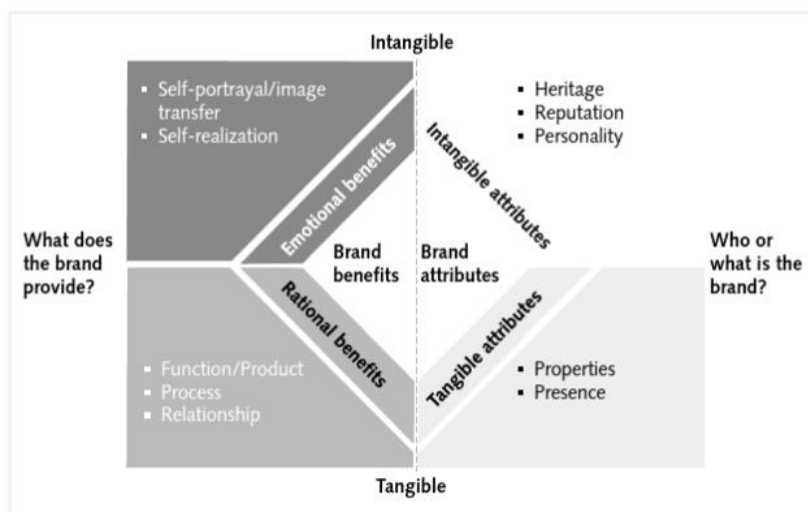 Intangible
▪ Self-portrayal/image
transfer
▪ Self-realization
▪ Heritage
▪ Reputation
▪ Personality
Emotional benefits
Intangible attributes
What does
the brand
provide?
Brand
benefits
Brand
attributes
Who or
what is the
brand?
Rational benefits
Tangible attributes
▪ Function/Product
▪ Process
▪ Relationship
▪ Properties
▪ Presence
Tangible